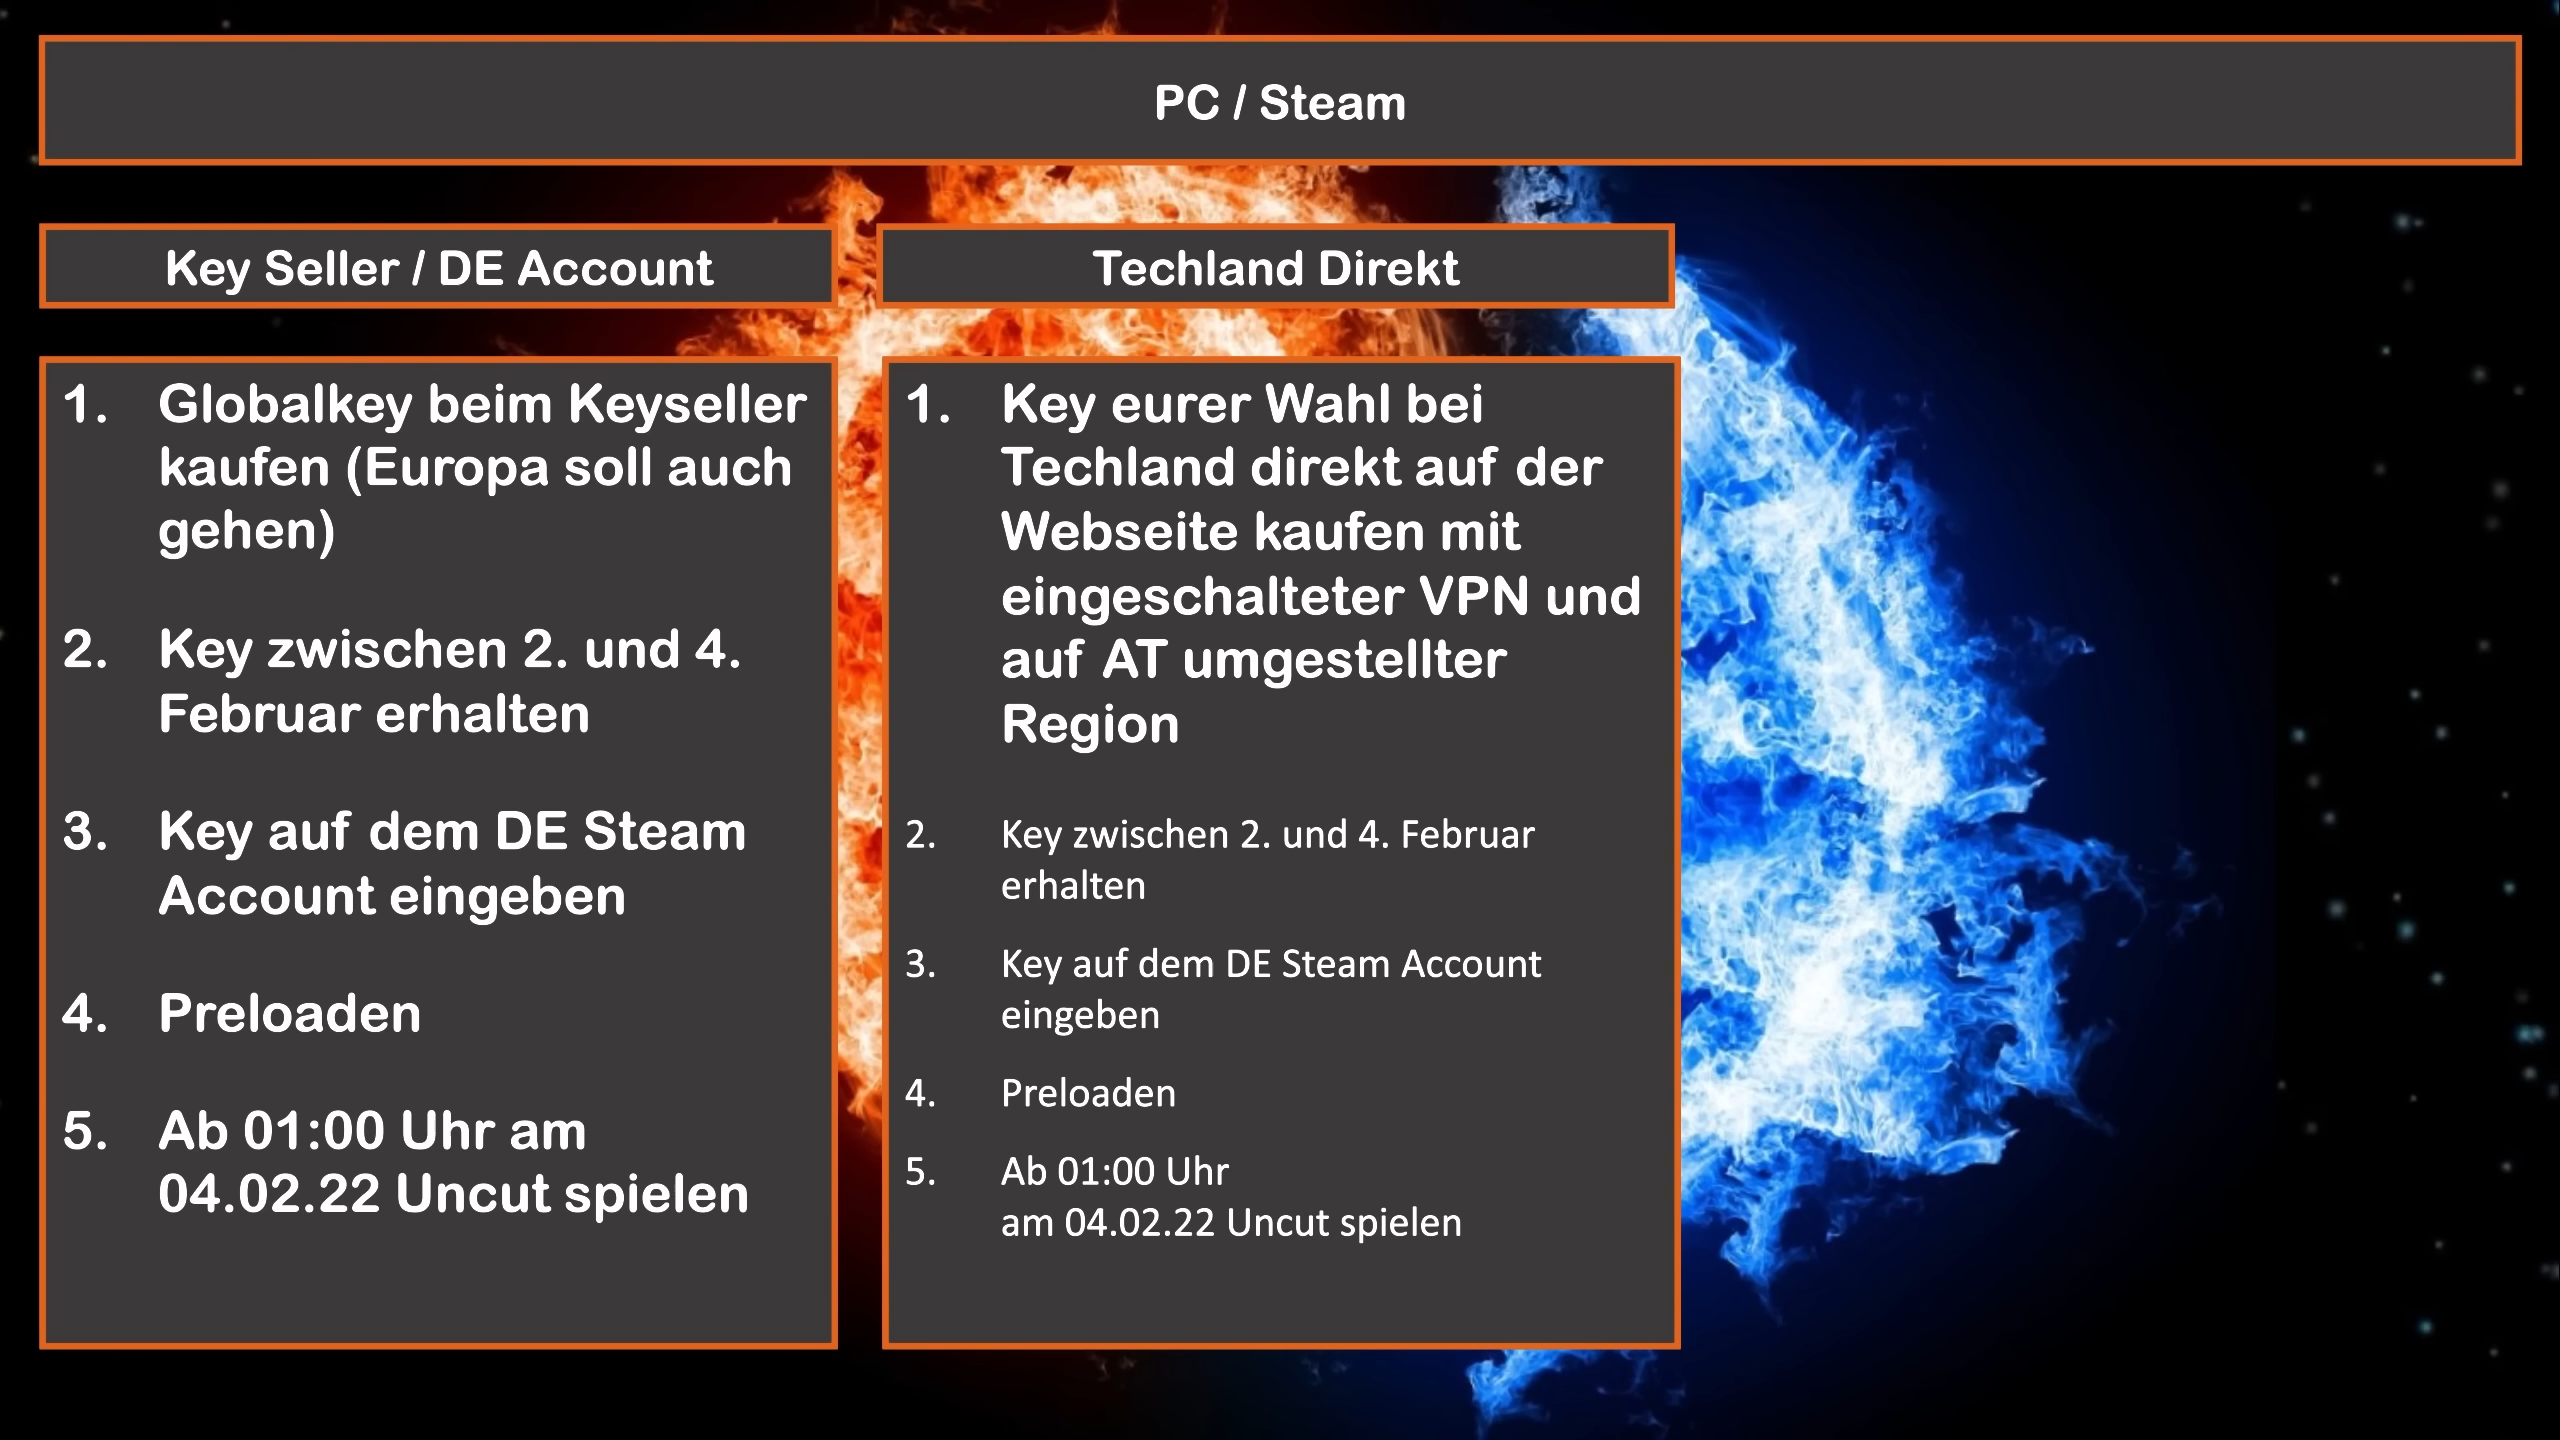 PC / Steam
Key Seller / DE Account
Techland Direkt
1. Globalkey beim Keyseller
kaufen (Europa soll auch
gehen)
2. Key zwischen 2. und 4.
Februar erhalten
3. Key auf dem DE Steam
Account eingeben
4. Preloaden
5. Ab 01:00 Uhr am
04.02.22 Uncut spielen
1. Key eurer Wahl bei
Techland direkt auf der
Webseite kaufen mit
eingeschalteter VPN und
auf AT umgestellter
Region
2. Key zwischen 2. und 4. Februar
erhalten
3. Key auf dem DE Steam Account
eingeben
4. Preloaden
5. Ab 01:00 Uhr
am 04.02.22 Uncut spielen